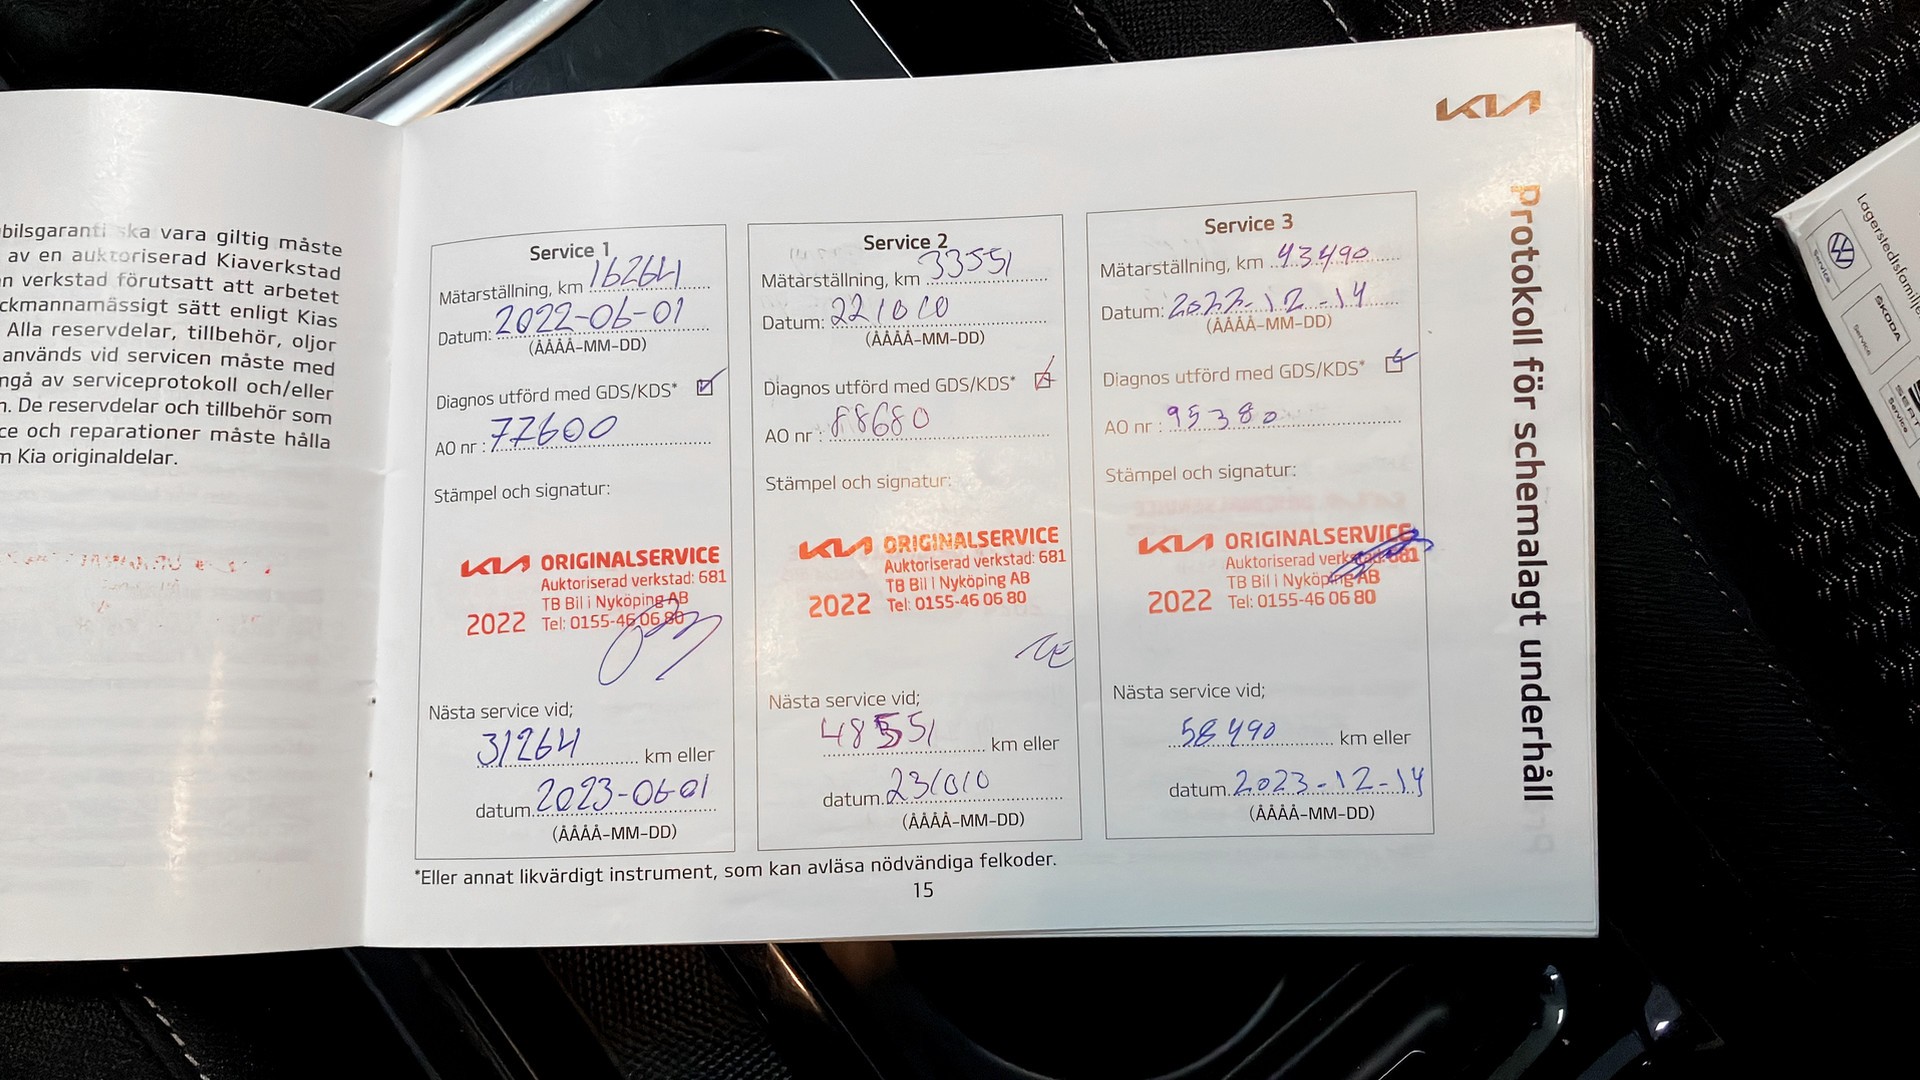 bilsgaranti ska vara giltig måste
av en auktoriserad Kiaverkstad
n verkstad förutsatt att arbetet
ckmannamässigt sätt enligt Kias
Alla reservdelar, tillbehör, oljor
används vid servicen måste med
ngå av serviceprotokoll och/eller
n. De reservdelar och tillbehör som
ce och reparationer måste hålla
m Kia originaldelar.
KIA
Protokoll för schemalagt underhåll
Service 1
Mätarställning, km 16264
Datum: 2022-06-01
(ÅÅÅÅ-MM-DD)
Diagnos utförd med GDS/KDS*
AO nr : 77600
Stämpel och signatur:
KIA ORIGINALSERVICE
Auktoriserad verkstad: 681
TB Bil i Nyköping AB
2022 Tel: 0155-46 06 80
Nästa service vid;
31264 km eller
datum 2023-06-01
(ÅÅÅÅ-MM-DD)
Service 2
Mätarställning, km 33551
Datum: 221010
(ÅÅÅÅ-MM-DD)
Diagnos utförd med GDS/KDS*
AO nr : 88680
Stämpel och signatur:
KIA ORIGINALSERVICE
Auktoriserad verkstad: 681
TB Bil i Nyköping AB
2022 Tel: 0155-46 06 80
Nästa service vid;
48551 km eller
datum 231010
(ÅÅÅÅ-MM-DD)
Service 3
Mätarställning, km 43490
Datum: 2022-12-14
(ÅÅÅÅ-MM-DD)
Diagnos utförd med GDS/KDS*
AO nr : 95380
Stämpel och signatur:
KIA ORIGINALSERVICE
Auktoriserad verkstad: 681
TB Bil i Nyköping AB
2022 Tel: 0155-46 06 80
Nästa service vid;
58490 km eller
datum 2023-12-14
(ÅÅÅÅ-MM-DD)
*Eller annat likvärdigt instrument, som kan avläsa nödvändiga felkoder.
15
Service
SKODA
Service
SEAT
Service